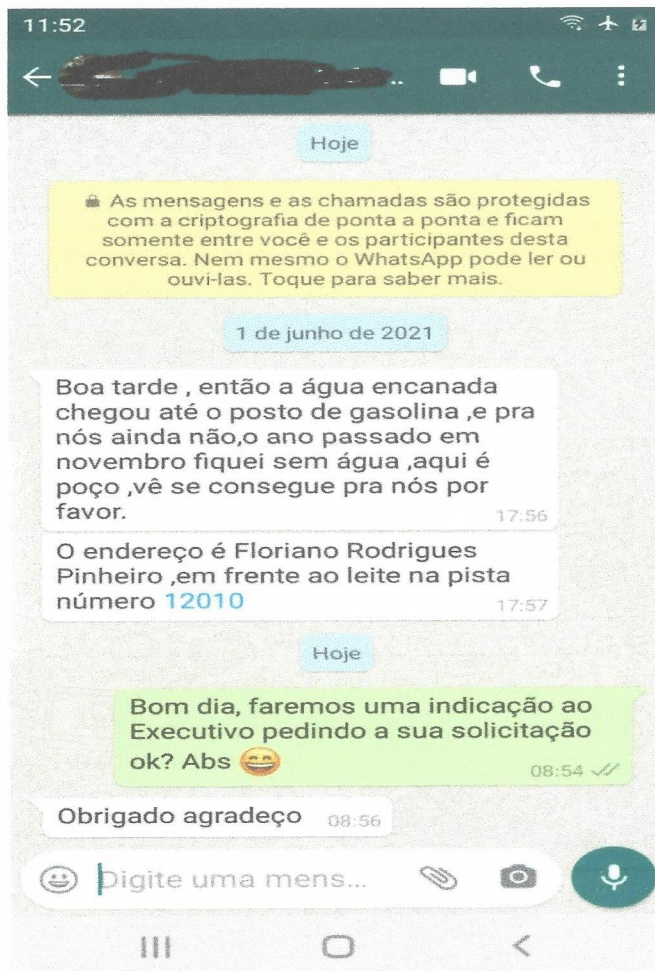 11:52
Hoje
As mensagens e as chamadas são protegidas
com a criptografia de ponta a ponta e ficam
somente entre você e os participantes desta
conversa. Nem mesmo o WhatsApp pode ler ou
ouvi-las. Toque para saber mais.
1 de junho de 2021
Boa tarde , então a água encanada
chegou até o posto de gasolina ,e pra
nós ainda não,o ano passado em
novembro fiquei sem água ,aqui é
poço ,vê se consegue pra nós por
favor.
17:56
O endereço é Floriano Rodrigues
Pinheiro ,em frente ao leite na pista
número 12010
17:57
Hoje
Bom dia, faremos uma indicação ao
Executivo pedindo a sua solicitação
ok? Abs 😄
08:54
Obrigado agradeço 08:56
Digite uma mens...